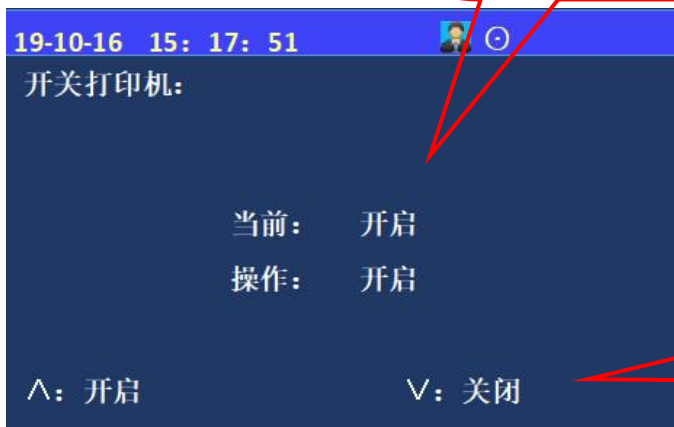 19-10-16 15：17：51
开关打印机：
当前： 开启
操作： 开启
∧：开启 ∨：关闭